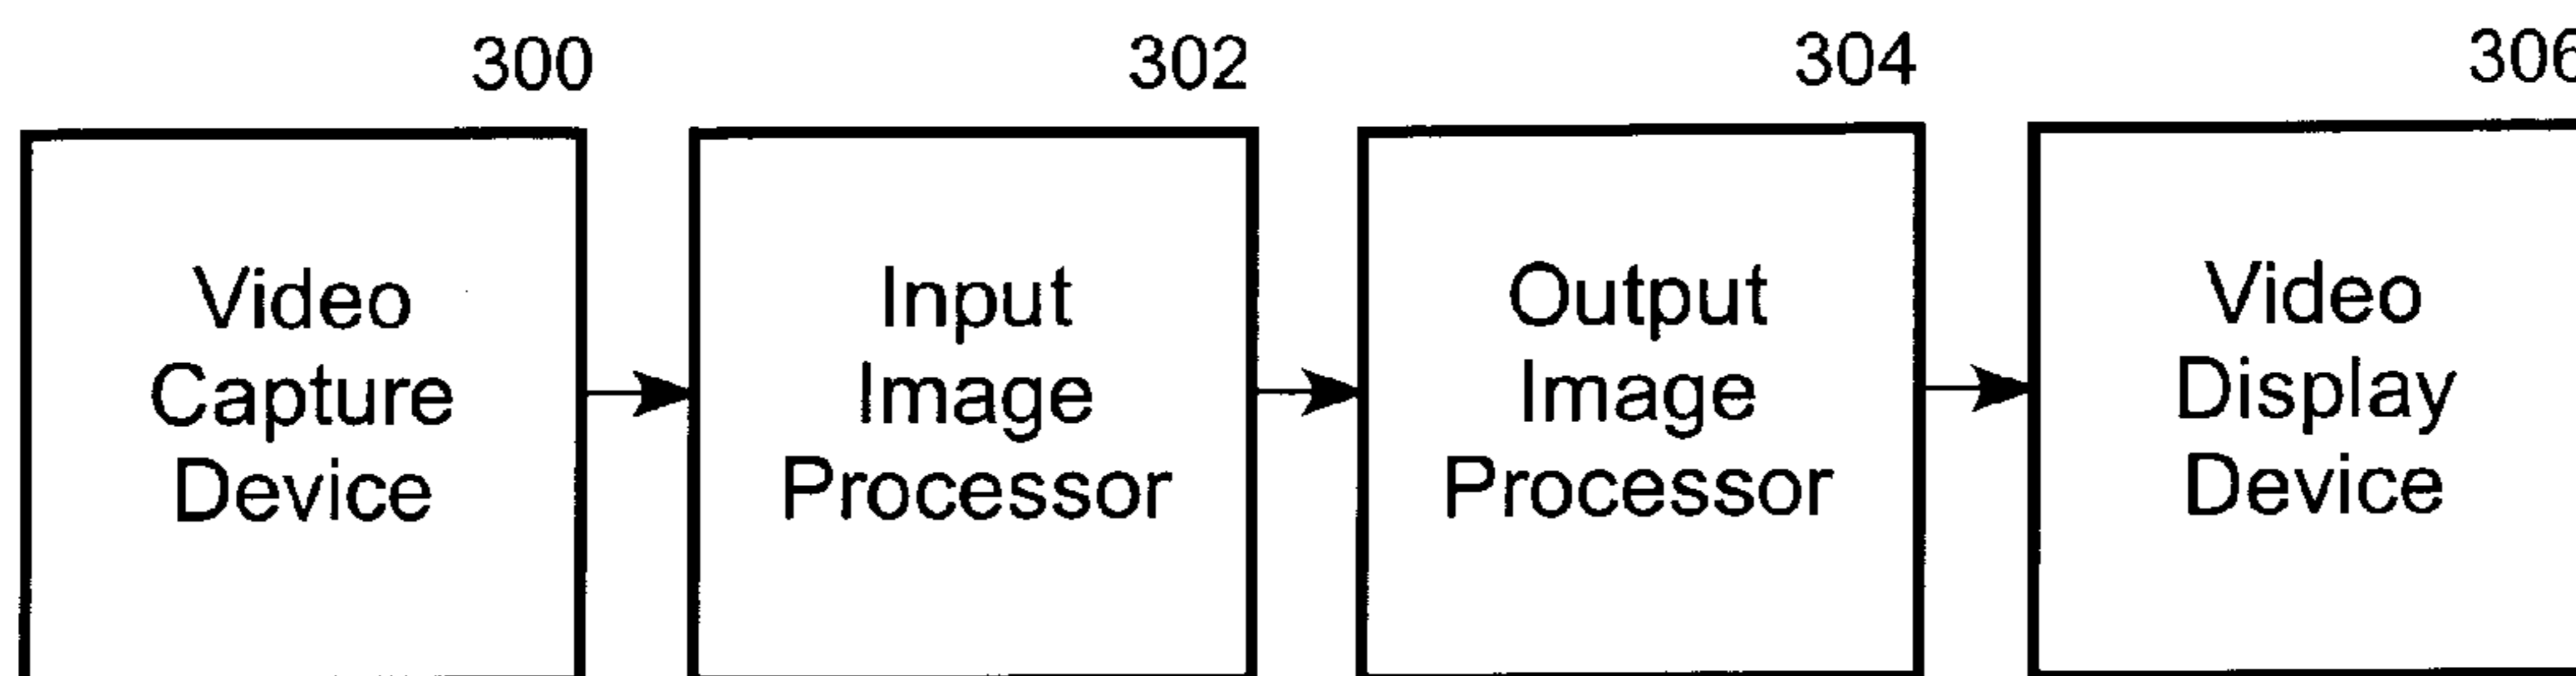 300
302
304
306
Video
Capture
Device
Input
Image
Processor
Output
Image
Processor
Video
Display
Device